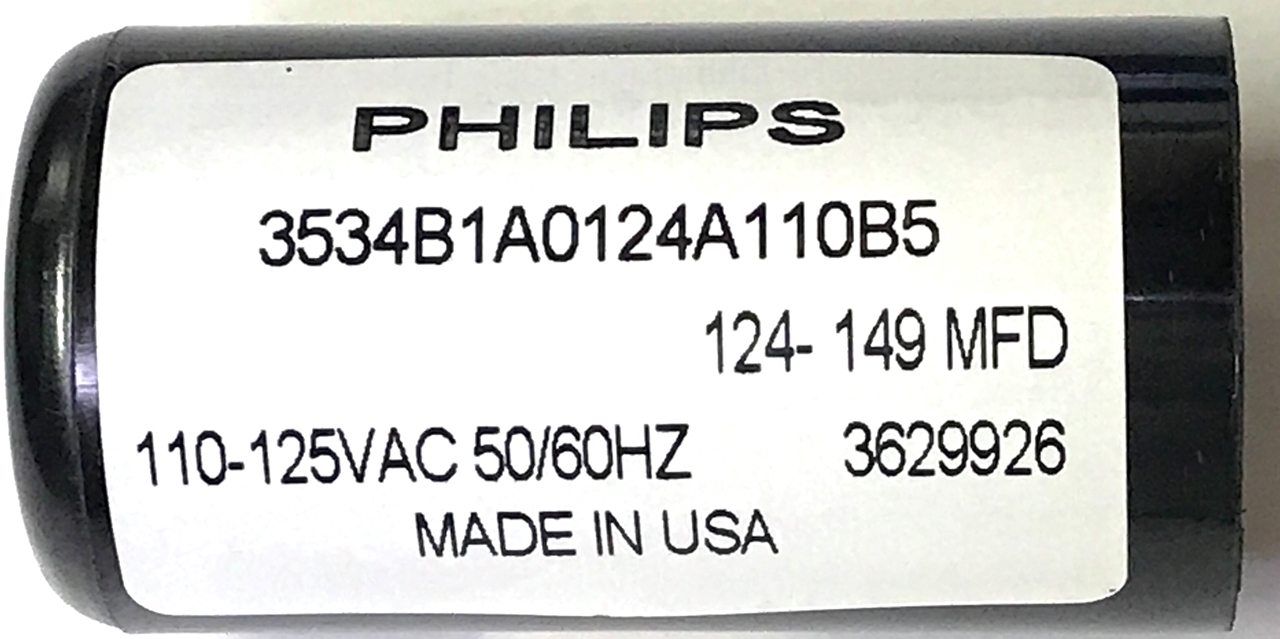 PHILIPS
3534B1A0124A110B5
124- 149 MFD
110-125VAC 50/60HZ 3629926
MADE IN USA